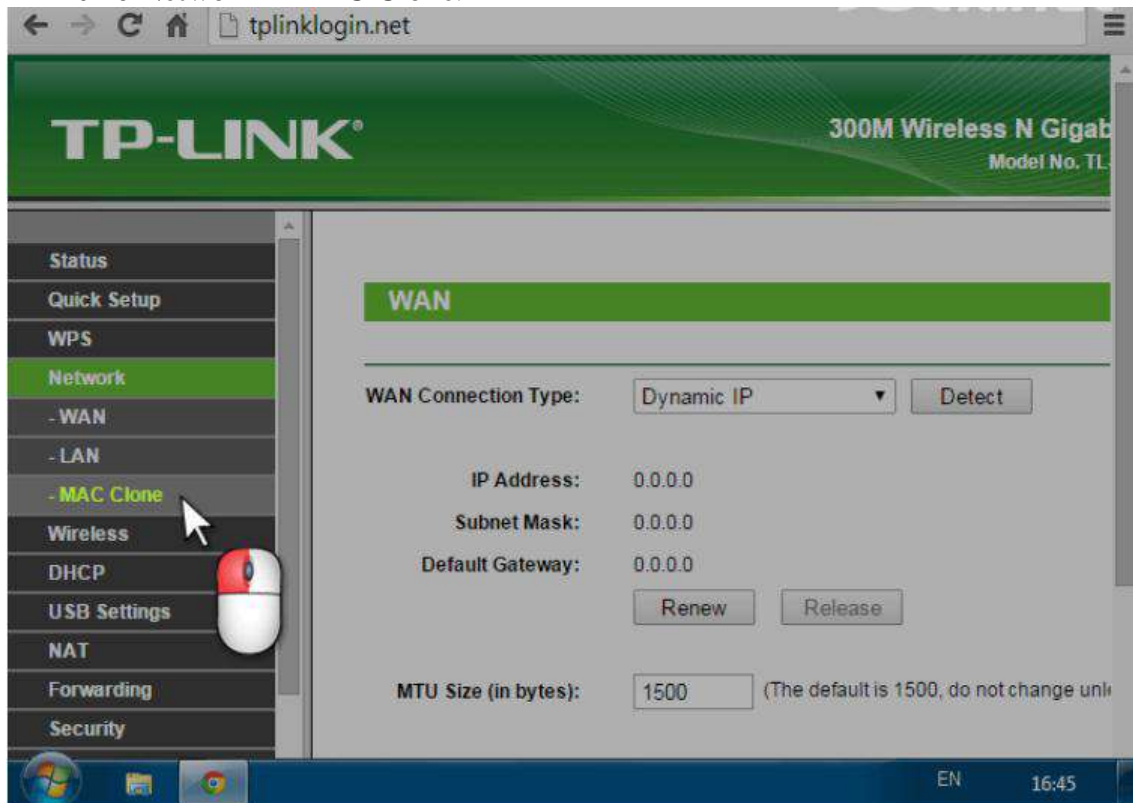 tplinklogin.net
TP-LINK®
300M Wireless N Gigab
Model No. TL-
Status
Quick Setup
WPS
Network
- WAN
- LAN
- MAC Clone
Wireless
DHCP
USB Settings
NAT
Forwarding
Security
WAN
WAN Connection Type: Dynamic IP Detect
IP Address: 0.0.0.0
Subnet Mask: 0.0.0.0
Default Gateway: 0.0.0.0
Renew Release
MTU Size (in bytes): 1500 (The default is 1500, do not change unl
EN 16:45